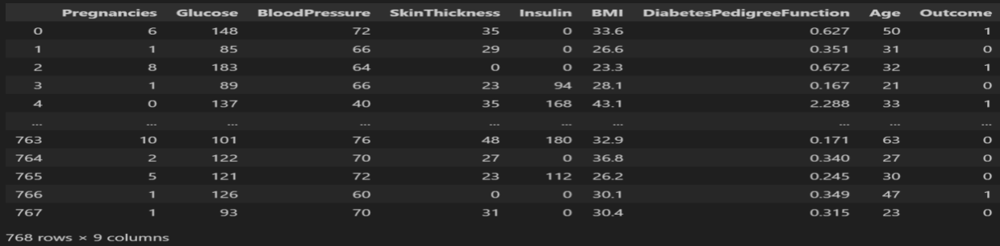 Pregnancies Glucose BloodPressure SkinThickness Insulin BMI DiabetesPedigreeFunction Age Outcome
0 6 148 72 35 0 33.6 0.627 50 1
1 1 85 66 29 0 26.6 0.351 31 0
2 8 183 64 0 0 23.3 0.672 32 1
3 1 89 66 23 94 28.1 0.167 21 0
4 0 137 40 35 168 43.1 2.288 33 1
... ... ... ... ... ... ... ... ... ...
763 10 101 76 48 180 32.9 0.171 63 0
764 2 122 70 27 0 36.8 0.340 27 0
765 5 121 72 23 112 26.2 0.245 30 0
766 1 126 60 0 0 30.1 0.349 47 1
767 1 93 70 31 0 30.4 0.315 23 0
768 rows × 9 columns